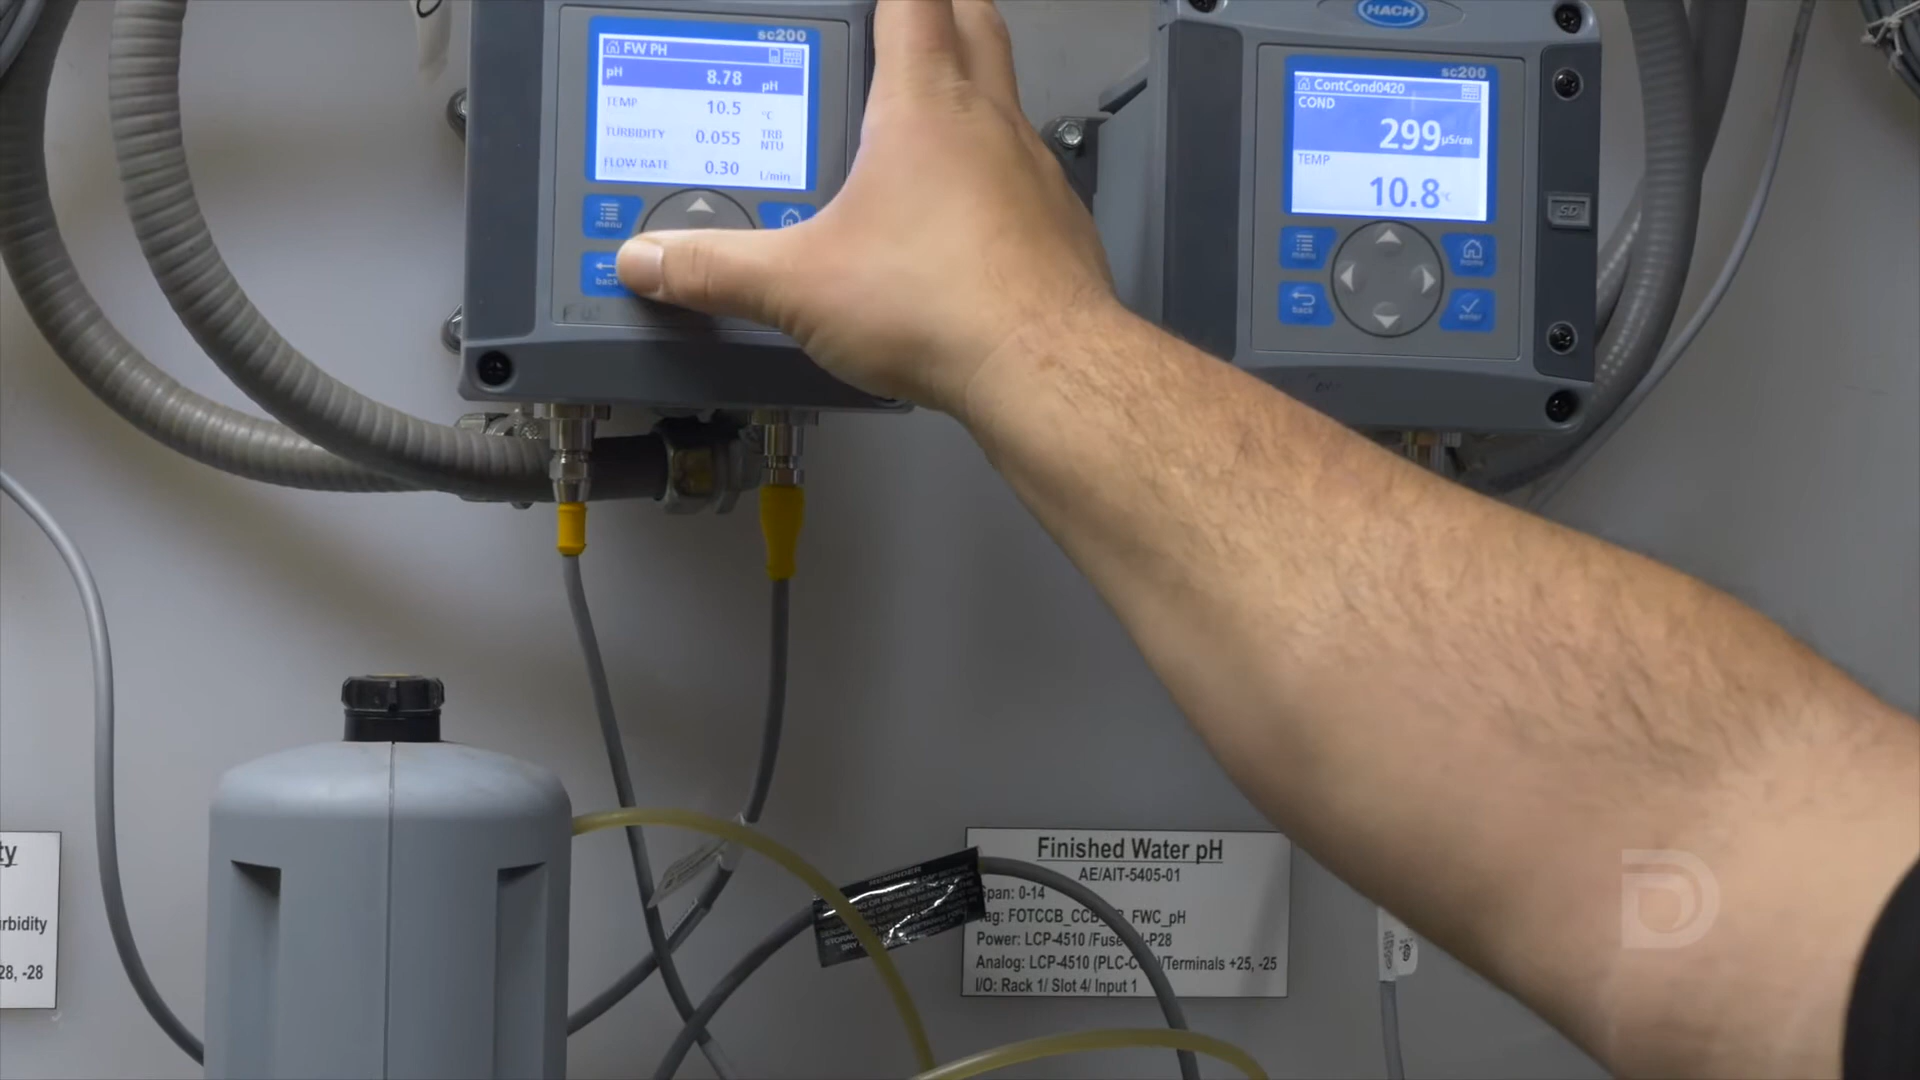 sc200
FW PH
pH 8.78 pH
TEMP 10.5 °C
TURBIDITY 0.055 TRB NTU
FLOW RATE 0.30 L/min
menu
back
HACH
sc200
ContCond0420
COND
299 µS/cm
TEMP
10.8 °C
menu
home
back
enter
SD
REMINDER
Finished Water pH
AE/AIT-5405-01
Span: 0-14
FWC_pH
Power: LCP-4510 /Fuse
Analog: LCP-4510 /Terminals +25, -25
I/O: Rack 1/ Slot 4/ Input 1
ty
rbidity
28, -28